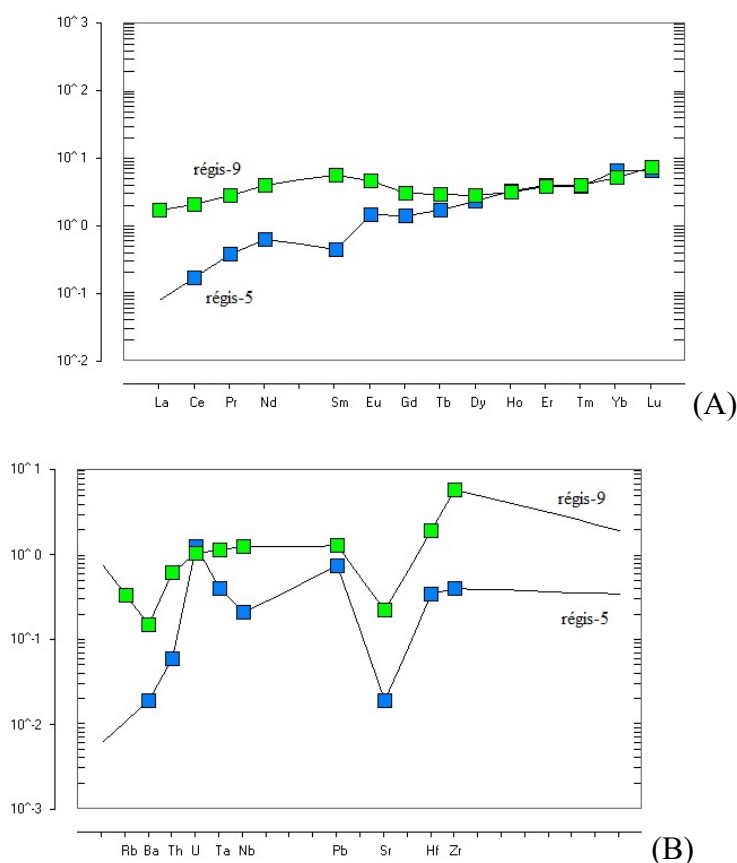 10^ 3
10^ 2
10^ 1
10^ 0
10^-1
10^-2
régis-9
régis-5
La Ce Pr Nd Sm Eu Gd Tb Dy Ho Er Tm Yb Lu
(A)
10^ 1
10^ 0
10^-1
10^-2
10^-3
régis-9
régis-5
Rb Ba Th U Ta Nb Pb Sr Hf Zr
(B)